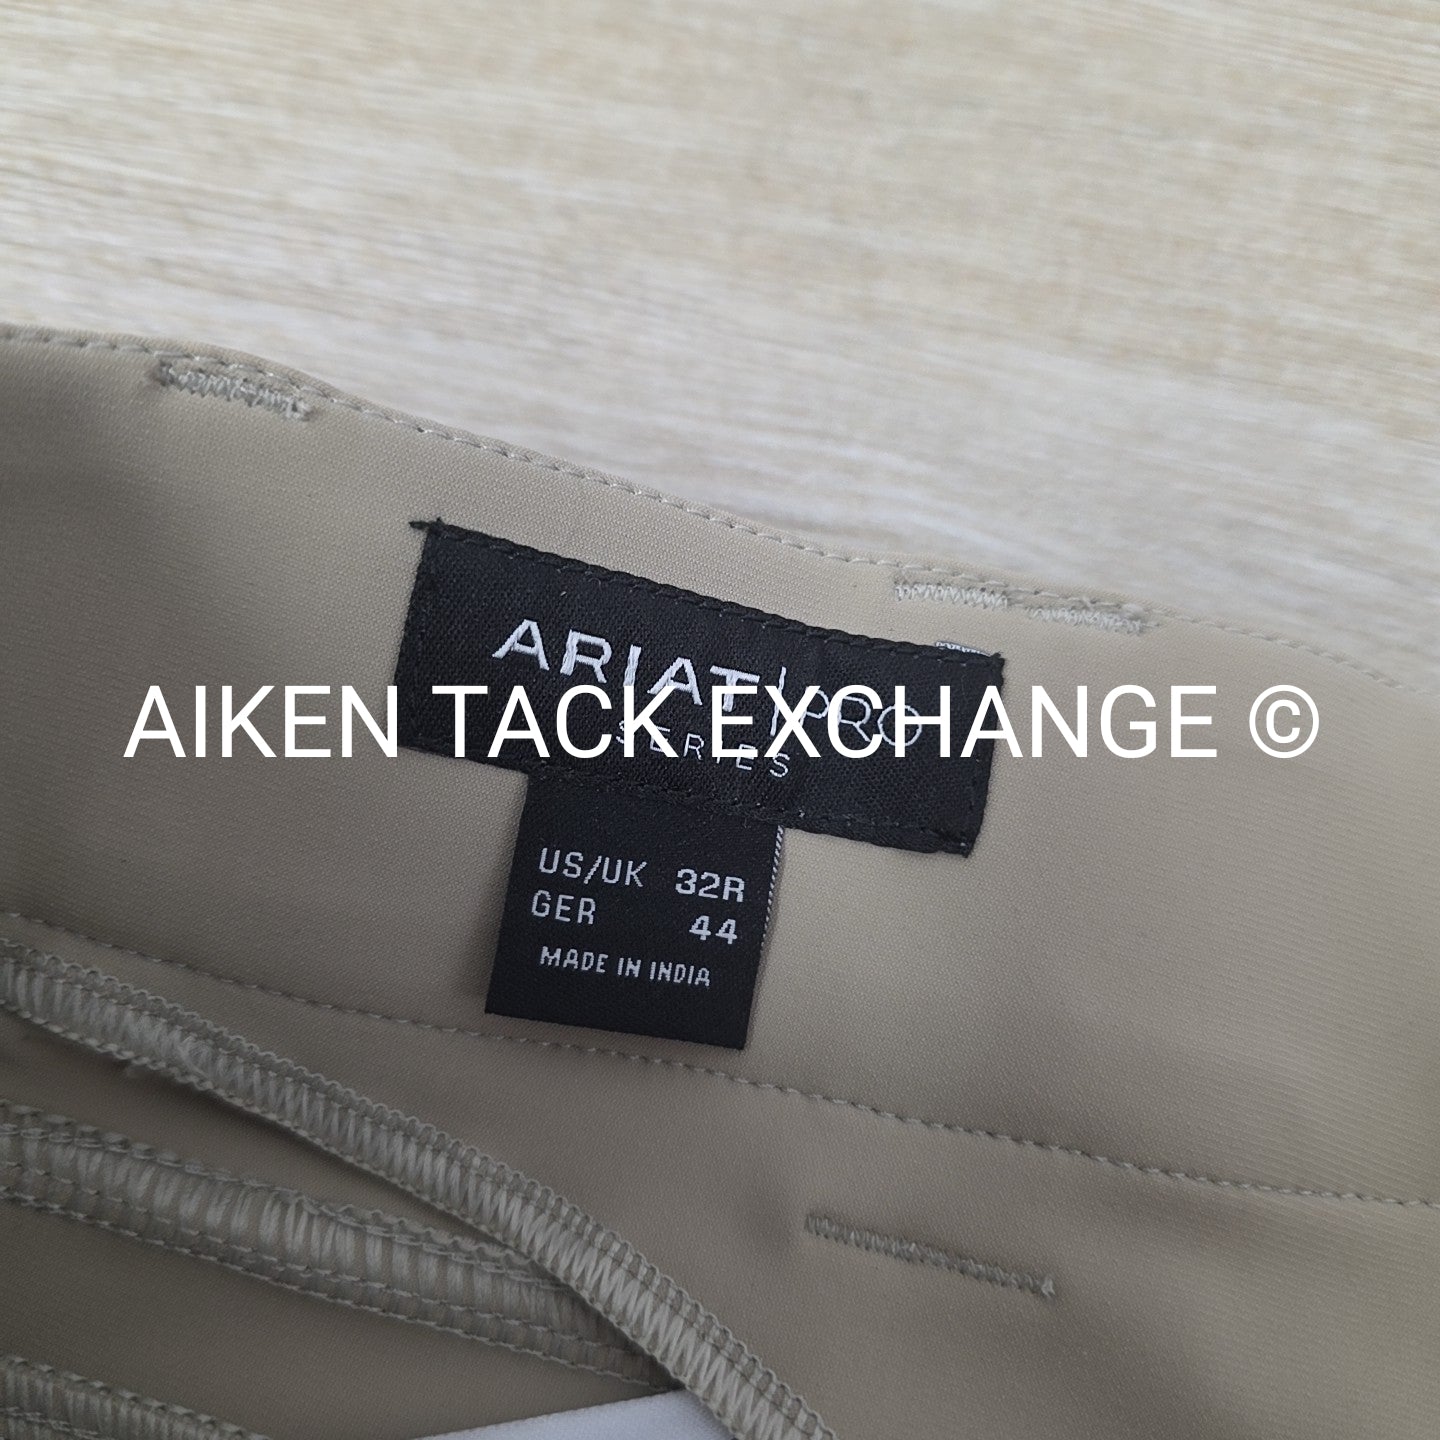 ARIAT|PRO
SERIES
AIKEN TACK EXCHANGE ©
US/UK 32R
GER 44
MADE IN INDIA